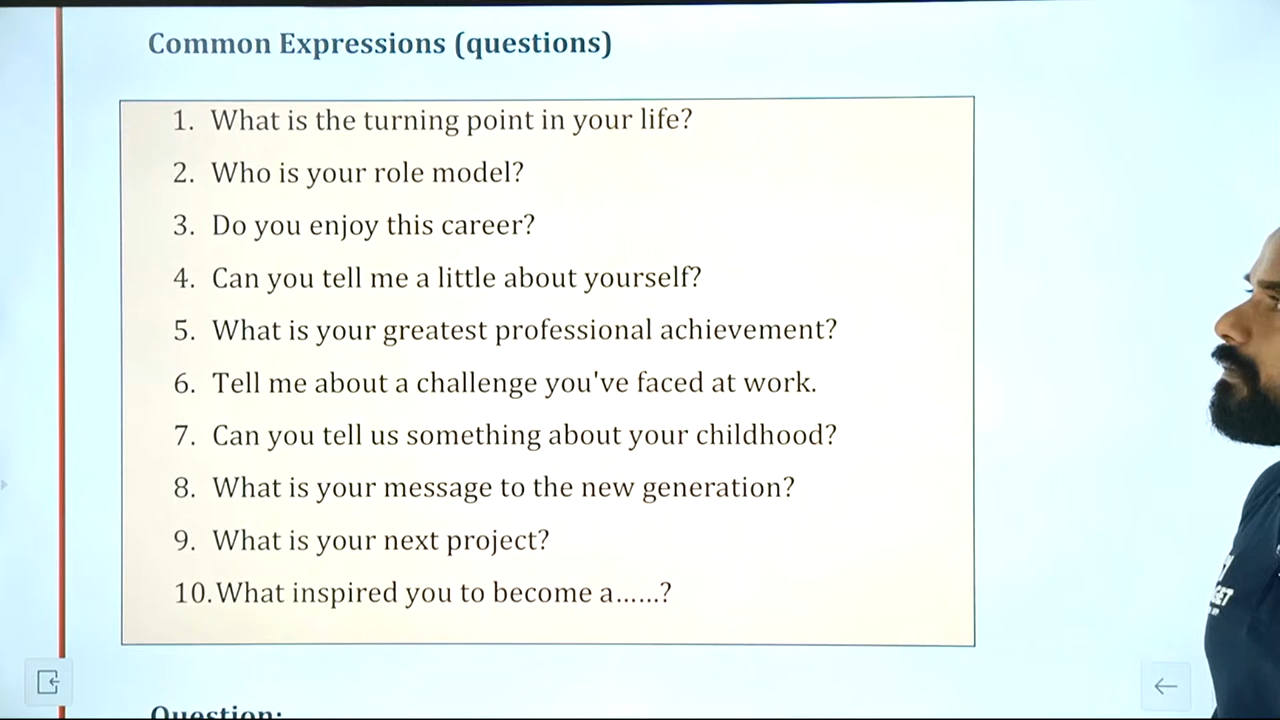 Common Expressions (questions)
1. What is the turning point in your life?
2. Who is your role model?
3. Do you enjoy this career?
4. Can you tell me a little about yourself?
5. What is your greatest professional achievement?
6. Tell me about a challenge you've faced at work.
7. Can you tell us something about your childhood?
8. What is your message to the new generation?
9. What is your next project?
10. What inspired you to become a......?
Question: